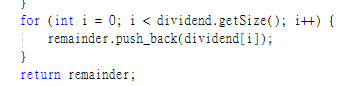 }
for (int i = 0; i < dividend.getSize(); i++) {
    remainder.push_back(dividend[i]);
}
return remainder;